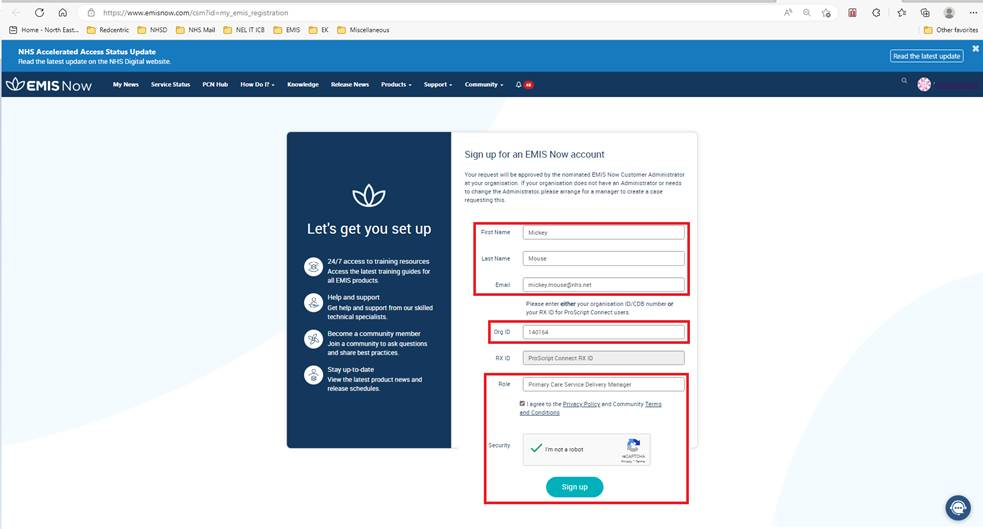 https://www.emisnow.com/csm?id=my_emis_registration
Home - North East...
Redcentric
NHSD
NHS Mail
NEL IT ICB
EMIS
EK
Miscellaneous
Other favorites
NHS Accelerated Access Status Update
Read the latest update on the NHS Digital website.
Read the latest update
EMIS Now
My News
Service Status
PCN Hub
How Do I?
Knowledge
Release News
Products
Support
Community
Let's get you set up
24/7 access to training resources
Access the latest training guides for
all EMIS products.
Help and support
Get help and support from our skilled
technical specialists.
Become a community member
Join a community to ask questions
and share best practices.
Stay up-to-date
View the latest product news and
release schedules.
Sign up for an EMIS Now account
Your request will be approved by the nominated EMIS Now Customer Administrator
at your organisation. If your organisation does not have an Administrator or needs
to change the Administrator, please arrange for a manager to create a case
requesting this.
First Name Mickey
Last Name Mouse
Email mickey.mouse@nhs.net
Please enter either your organisation ID/CDB number or
your RX ID for ProScript Connect users.
Org ID 140164
RX ID ProScript Connect RX ID
Role Primary Care Service Delivery Manager
I agree to the Privacy Policy and Community Terms
and Conditions
Security I'm not a robot
reCAPTCHA
Privacy - Terms
Sign up